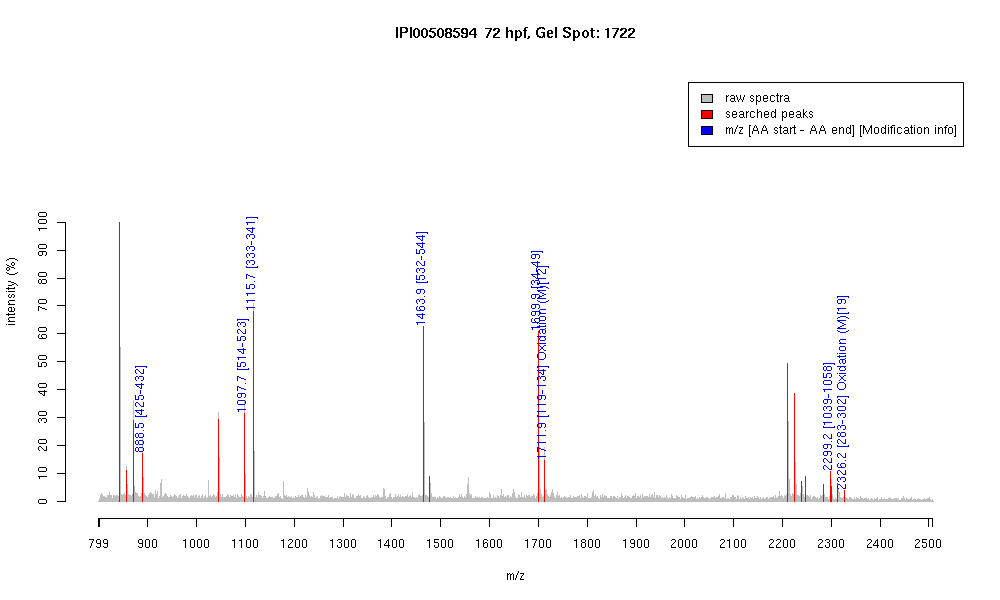 IPI00508594 72 hpf, Gel Spot: 1722
raw spectra
searched peaks
m/z [AA start - AA end] [Modification info]
intensity (%)
100
90
80
70
60
50
40
30
20
10
0
888.5 [425-432]
1097.7 [514-523]
1115.7 [333-341]
1463.9 [532-544]
1699.9 [34-49]
1711.9 [119-134] Oxidation (M)[12]
2299.2 [1039-1058]
2326.2 [283-302] Oxidation (M)[19]
799 900 1000 1100 1200 1300 1400 1500 1600 1700 1800 1900 2000 2100 2200 2300 2400 2500
m/z